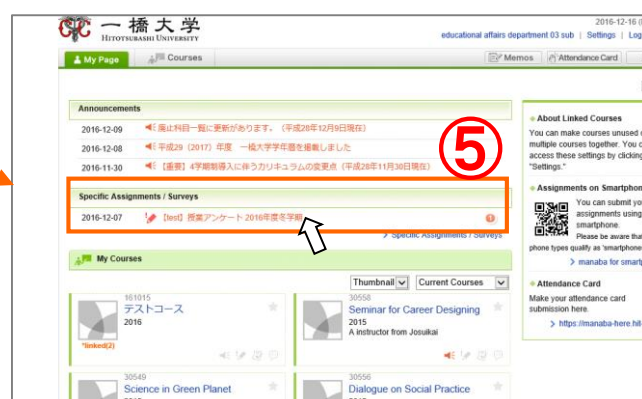 一橋大学
HITOTSUBASHI UNIVERSITY
2016-12-16 (
educational affairs department 03 sub | Settings | Log
My Page
Courses
Memos
Attendance Card
Announcements
2016-12-09 廃止科目一覧に更新があります。（平成28年12月9日現在）
2016-12-08 平成29（2017）年度 一橋大学学年暦を掲載しました
2016-11-30 【重要】4学期制導入に伴うカリキュラムの変更点（平成28年11月30日現在）
⑤
Specific Assignments / Surveys
2016-12-07 【test】授業アンケート 2016年度冬学期
Specific Assignments / Surveys
My Courses
Thumbnail
Current Courses
161015
テストコース
2016
*linked(2)
30558
Seminar for Career Designing
2015
A instructor from Josuikai
30549
Science in Green Planet
30556
Dialogue on Social Practice
About Linked Courses
You can make courses unused
multiple courses together. You c
access these settings by clicking
"Settings."
Assignments on Smartphon
You can submit yo
assignments using
smartphone.
Please be aware that
phone types qualify as 'smartphone
manaba for smartp
Attendance Card
Make your attendance card
submission here.
https://manaba-here.hit